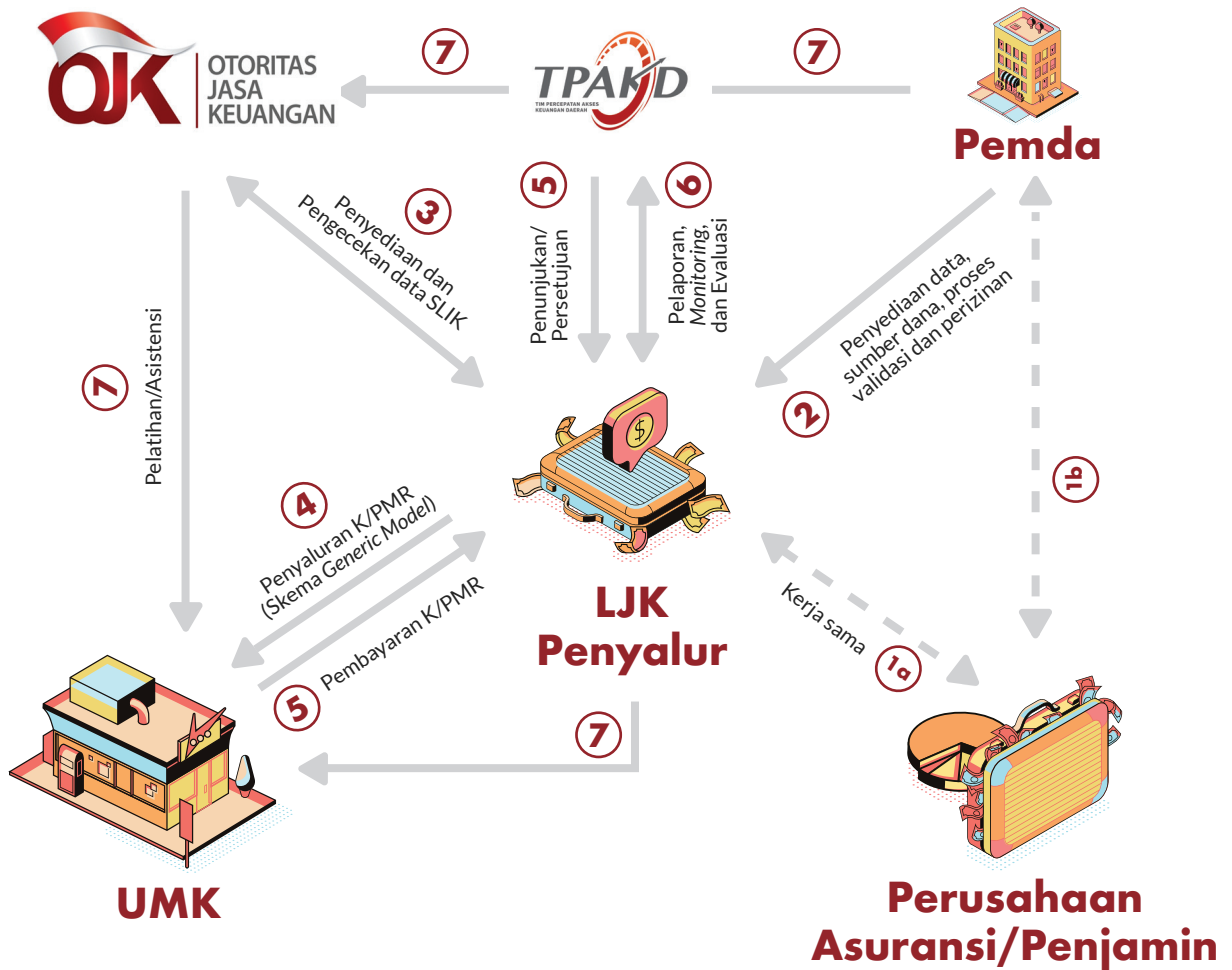 OJK
OTORITAS
JASA
KEUANGAN
7
TPAKD
TIM PERCEPATAN AKSES
KEUANGAN DAERAH
7
Pemda
3
Penyediaan dan
Pengecekan data SLIK
5
Penunjukan/
Persetujuan
6
Pelaporan,
Monitoring,
dan Evaluasi
2
Penyediaan data,
sumber dana, proses
validasi dan perizinan
1b
7
Pelatihan/Asistensi
4
Penyaluran K/PMR
(Skema Generic Model)
5
Pembayaran K/PMR
$
LJK
Penyalur
Kerja sama
1a
7
UMK
Perusahaan
Asuransi/Penjamin